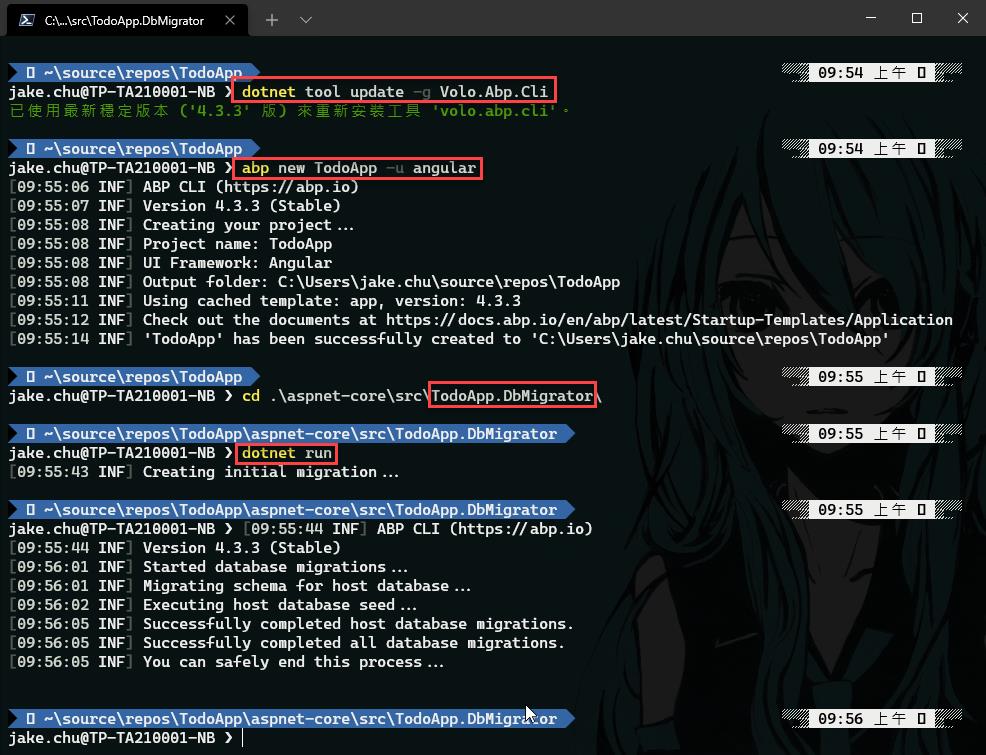 C:\...\src\TodoApp.DbMigrator
~\source\repos\TodoApp 09:54 上午
jake.chu@TP-TA210001-NB ❯ dotnet tool update -g Volo.Abp.Cli
已使用最新穩定版本 ('4.3.3' 版) 來重新安裝工具 'volo.abp.cli'。
~\source\repos\TodoApp 09:54 上午
jake.chu@TP-TA210001-NB ❯ abp new TodoApp -u angular
[09:55:06 INF] ABP CLI (https://abp.io)
[09:55:07 INF] Version 4.3.3 (Stable)
[09:55:08 INF] Creating your project...
[09:55:08 INF] Project name: TodoApp
[09:55:08 INF] UI Framework: Angular
[09:55:08 INF] Output folder: C:\Users\jake.chu\source\repos\TodoApp
[09:55:11 INF] Using cached template: app, version: 4.3.3
[09:55:12 INF] Check out the documents at https://docs.abp.io/en/abp/latest/Startup-Templates/Application
[09:55:14 INF] 'TodoApp' has been successfully created to 'C:\Users\jake.chu\source\repos\TodoApp'
~\source\repos\TodoApp 09:55 上午
jake.chu@TP-TA210001-NB ❯ cd .\aspnet-core\src\TodoApp.DbMigrator\
~\source\repos\TodoApp\aspnet-core\src\TodoApp.DbMigrator 09:55 上午
jake.chu@TP-TA210001-NB ❯ dotnet run
[09:55:43 INF] Creating initial migration...
~\source\repos\TodoApp\aspnet-core\src\TodoApp.DbMigrator 09:55 上午
jake.chu@TP-TA210001-NB ❯ [09:55:44 INF] ABP CLI (https://abp.io)
[09:55:44 INF] Version 4.3.3 (Stable)
[09:56:01 INF] Started database migrations...
[09:56:01 INF] Migrating schema for host database...
[09:56:02 INF] Executing host database seed...
[09:56:05 INF] Successfully completed host database migrations.
[09:56:05 INF] Successfully completed all database migrations.
[09:56:05 INF] You can safely end this process...
~\source\repos\TodoApp\aspnet-core\src\TodoApp.DbMigrator 09:56 上午
jake.chu@TP-TA210001-NB ❯